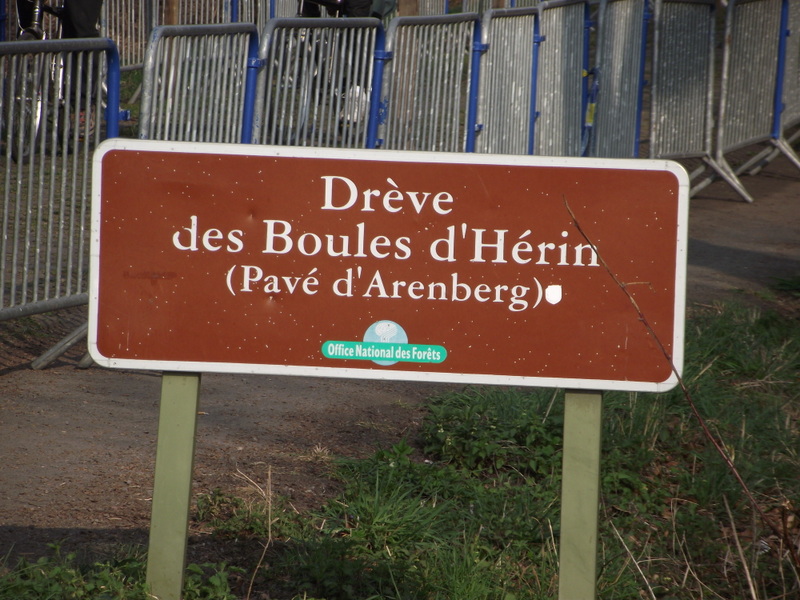 Drève
des Boules d'Hérin
(Pavé d'Arenberg)
Office National des Forêts